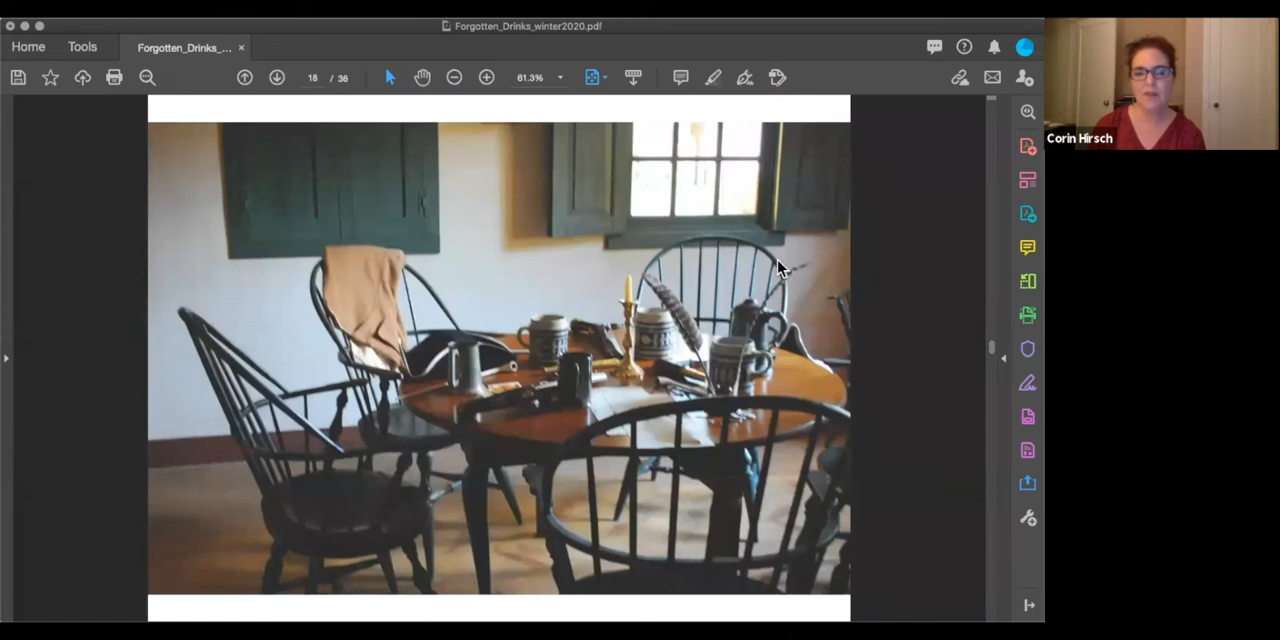 Forgotten_Drinks_winter2020.pdf
Home Tools Forgotten_Drinks_... ×
18 / 36 61.3%
Corin Hirsch